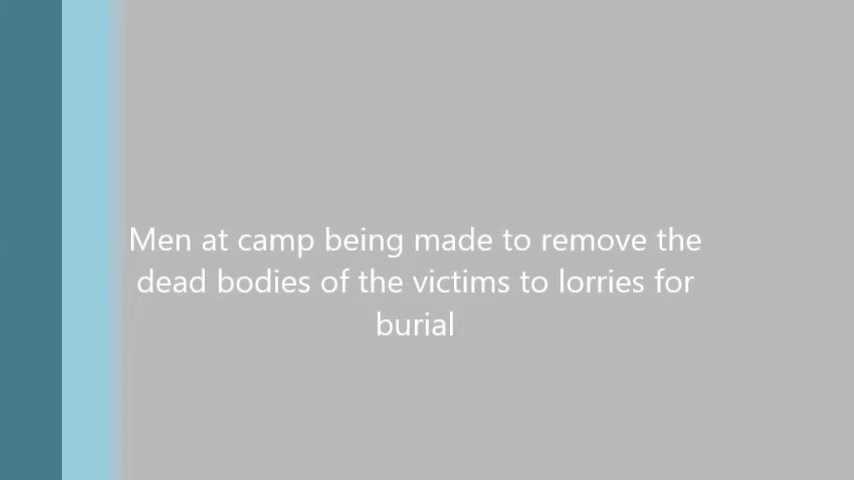 Men at camp being made to remove the
dead bodies of the victims to lorries for
burial